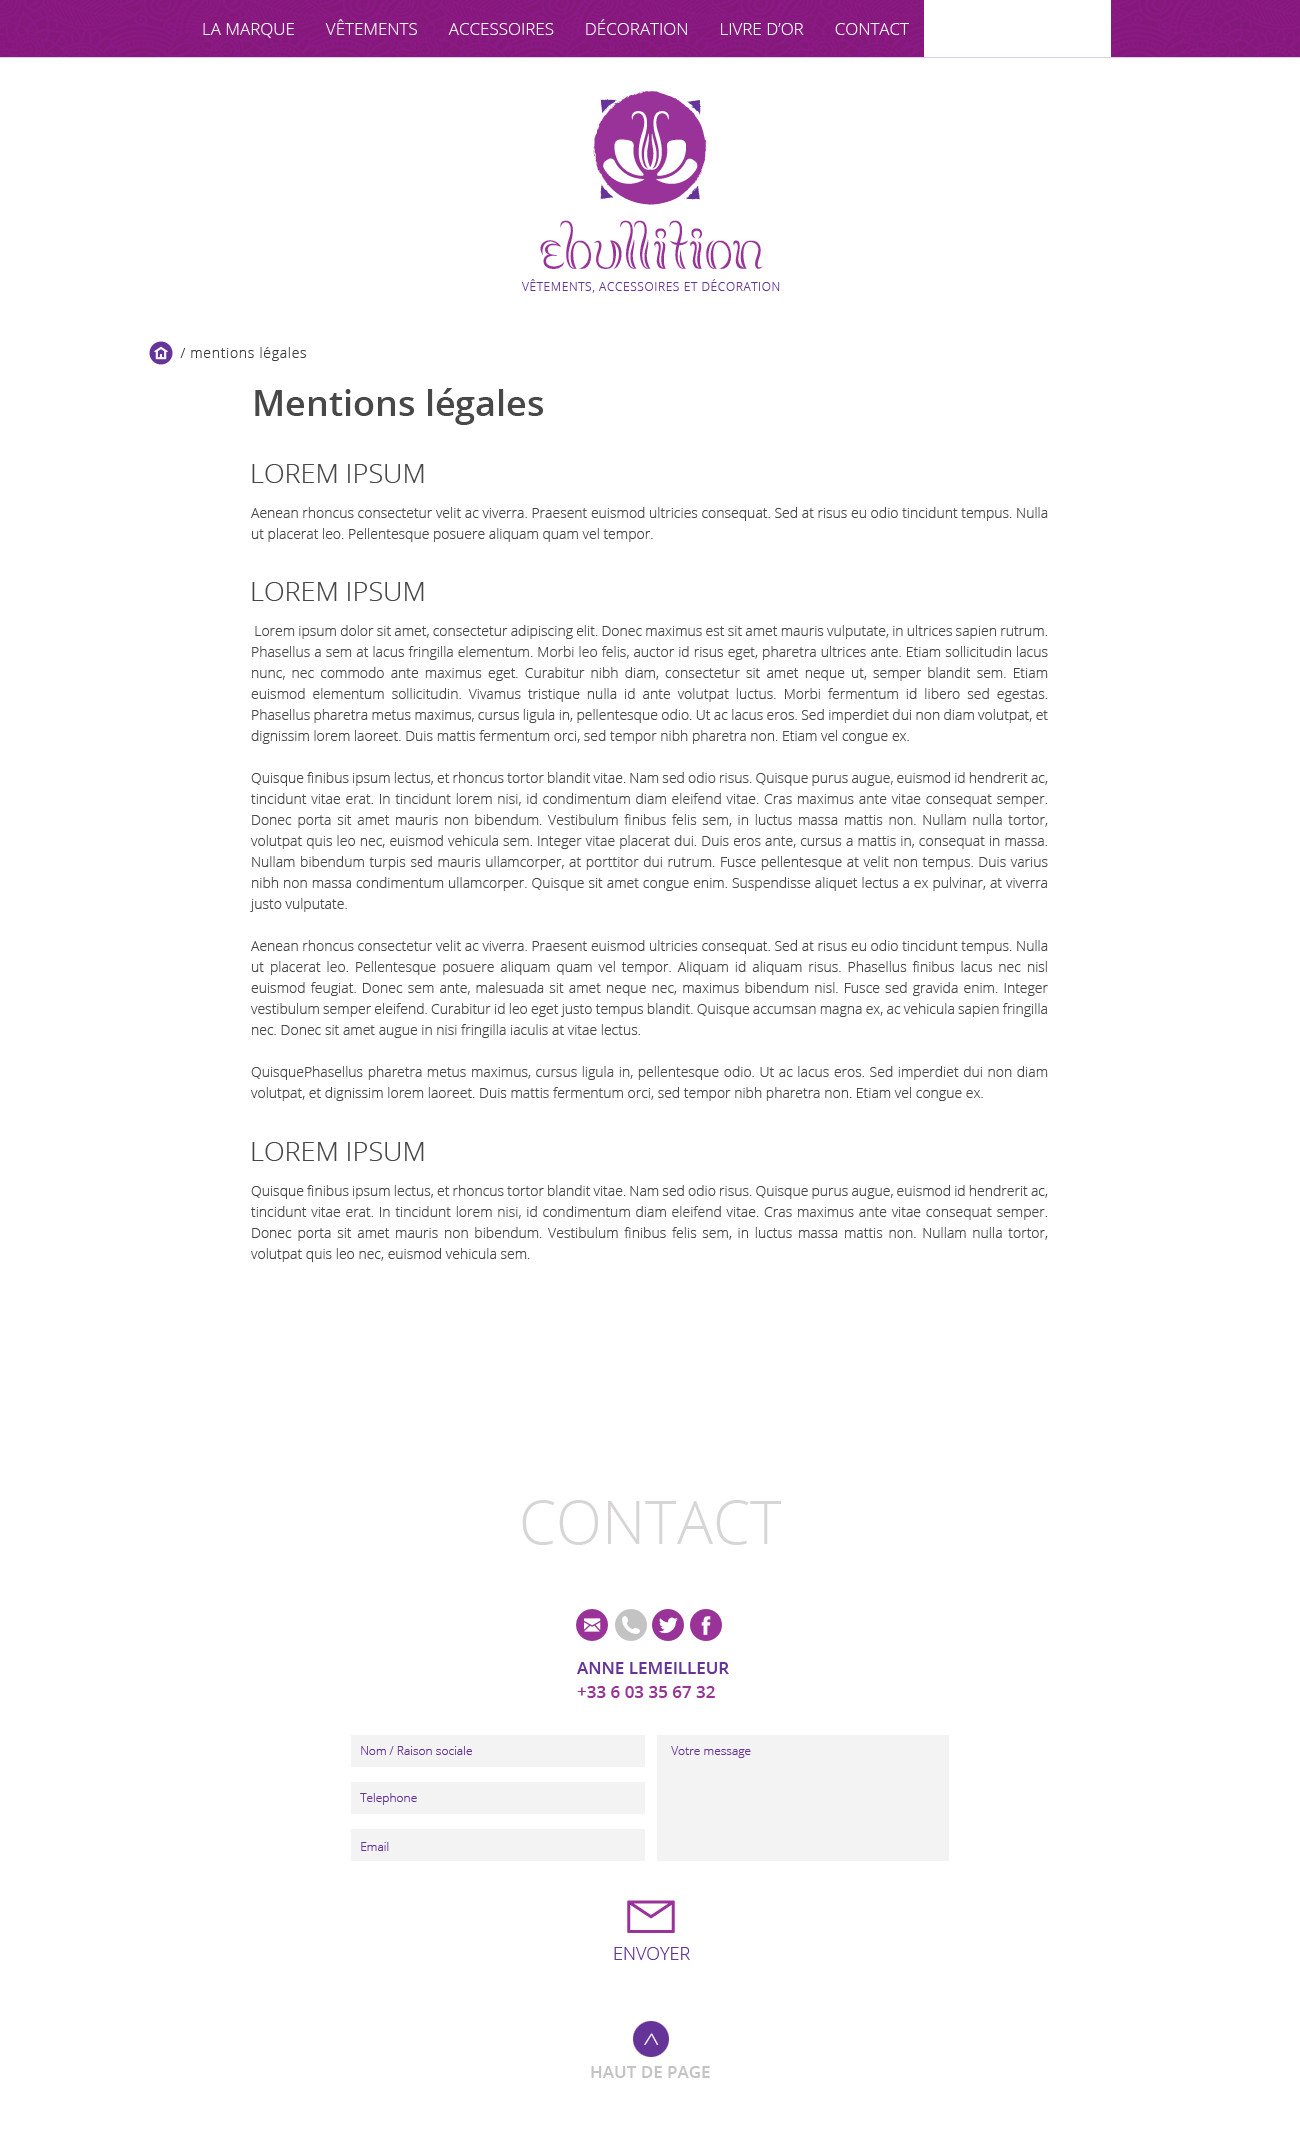 LA MARQUE VÊTEMENTS ACCESSOIRES DÉCORATION LIVRE D'OR CONTACT
ebullition
VÊTEMENTS, ACCESSOIRES ET DÉCORATION
/ mentions légales
Mentions légales
LOREM IPSUM
Aenean rhoncus consectetur velit ac viverra. Praesent euismod ultricies consequat. Sed at risus eu odio tincidunt tempus. Nulla
ut placerat leo. Pellentesque posuere aliquam quam vel tempor.
LOREM IPSUM
Lorem ipsum dolor sit amet, consectetur adipiscing elit. Donec maximus est sit amet mauris vulputate, in ultrices sapien rutrum.
Phasellus a sem at lacus fringilla elementum. Morbi leo felis, auctor id risus eget, pharetra ultrices ante. Etiam sollicitudin lacus
nunc, nec commodo ante maximus eget. Curabitur nibh diam, consectetur sit amet neque ut, semper blandit sem. Etiam
euismod elementum sollicitudin. Vivamus tristique nulla id ante volutpat luctus. Morbi fermentum id libero sed egestas.
Phasellus pharetra metus maximus, cursus ligula in, pellentesque odio. Ut ac lacus eros. Sed imperdiet dui non diam volutpat, et
dignissim lorem laoreet. Duis mattis fermentum orci, sed tempor nibh pharetra non. Etiam vel congue ex.
Quisque finibus ipsum lectus, et rhoncus tortor blandit vitae. Nam sed odio risus. Quisque purus augue, euismod id hendrerit ac,
tincidunt vitae erat. In tincidunt lorem nisi, id condimentum diam eleifend vitae. Cras maximus ante vitae consequat semper.
Donec porta sit amet mauris non bibendum. Vestibulum finibus felis sem, in luctus massa mattis non. Nullam nulla tortor,
volutpat quis leo nec, euismod vehicula sem. Integer vitae placerat dui. Duis eros ante, cursus a mattis in, consequat in massa.
Nullam bibendum turpis sed mauris ullamcorper, at porttitor dui rutrum. Fusce pellentesque at velit non tempus. Duis varius
nibh non massa condimentum ullamcorper. Quisque sit amet congue enim. Suspendisse aliquet lectus a ex pulvinar, at viverra
justo vulputate.
Aenean rhoncus consectetur velit ac viverra. Praesent euismod ultricies consequat. Sed at risus eu odio tincidunt tempus. Nulla
ut placerat leo. Pellentesque posuere aliquam quam vel tempor. Aliquam id aliquam risus. Phasellus finibus lacus nec nisl
euismod feugiat. Donec sem ante, malesuada sit amet neque nec, maximus bibendum nisl. Fusce sed gravida enim. Integer
vestibulum semper eleifend. Curabitur id leo eget justo tempus blandit. Quisque accumsan magna ex, ac vehicula sapien fringilla
nec. Donec sit amet augue in nisi fringilla iaculis at vitae lectus.
QuisquePhasellus pharetra metus maximus, cursus ligula in, pellentesque odio. Ut ac lacus eros. Sed imperdiet dui non diam
volutpat, et dignissim lorem laoreet. Duis mattis fermentum orci, sed tempor nibh pharetra non. Etiam vel congue ex.
LOREM IPSUM
Quisque finibus ipsum lectus, et rhoncus tortor blandit vitae. Nam sed odio risus. Quisque purus augue, euismod id hendrerit ac,
tincidunt vitae erat. In tincidunt lorem nisi, id condimentum diam eleifend vitae. Cras maximus ante vitae consequat semper.
Donec porta sit amet mauris non bibendum. Vestibulum finibus felis sem, in luctus massa mattis non. Nullam nulla tortor,
volutpat quis leo nec, euismod vehicula sem.
CONTACT
ANNE LEMEILLEUR
+33 6 03 35 67 32
Nom / Raison sociale
Votre message
Telephone
Email
ENVOYER
HAUT DE PAGE